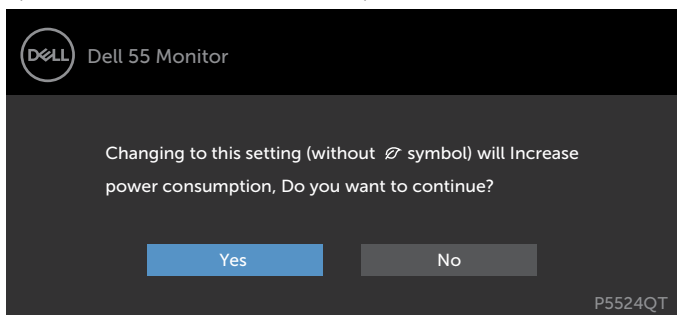 DELL Dell 55 Monitor
Changing to this setting (without symbol) will Increase
power consumption, Do you want to continue?
Yes No
P5524QT